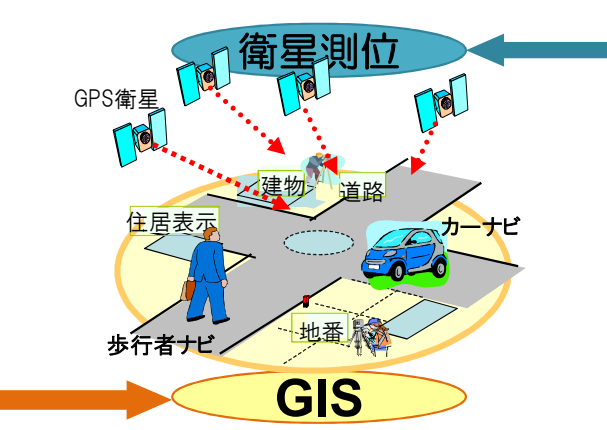 衛星測位
GPS衛星
建物
道路
住居表示
カーナビ
地番
歩行者ナビ
GIS